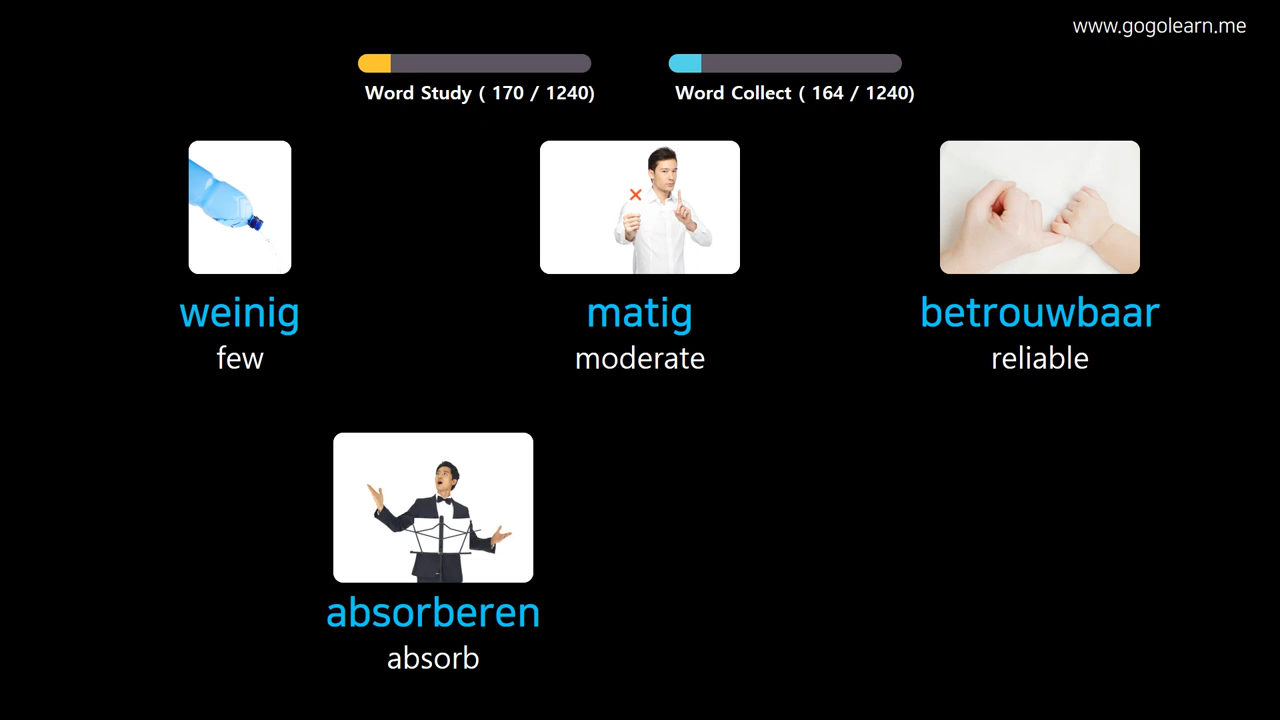 www.gogolearn.me
Word Study ( 170 / 1240)
Word Collect ( 164 / 1240)
weinig
few
matig
moderate
betrouwbaar
reliable
absorberen
absorb